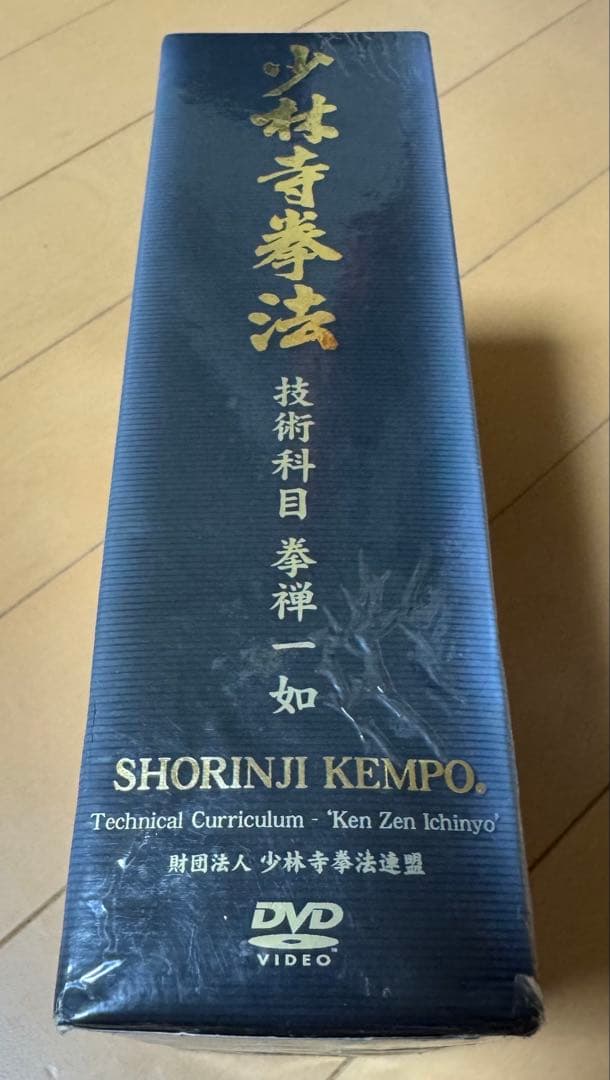 少林寺拳法
技術科目 拳禅一如
SHORINJI KEMPO®
Technical Curriculum - ‘Ken Zen Ichinyo’
財団法人 少林寺拳法連盟
DVD
VIDEO™